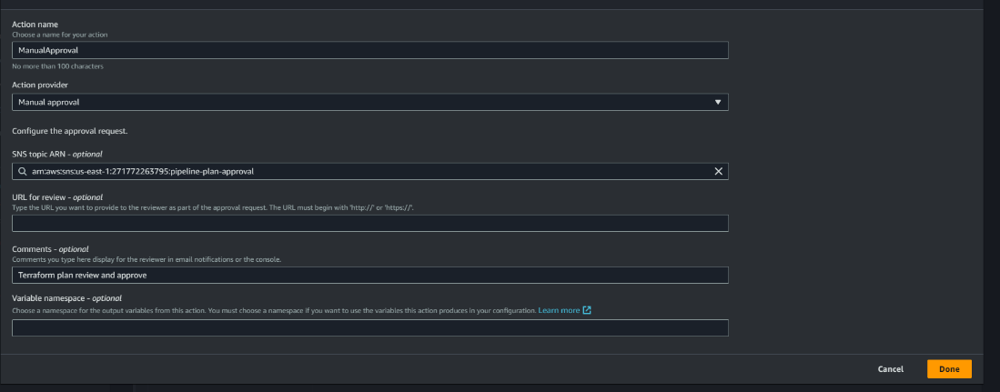 Action name
Choose a name for your action
ManualApproval
No more than 100 characters
Action provider
Manual approval
Configure the approval request.
SNS topic ARN - optional
arn:aws:sns:us-east-1:271772263795:pipeline-plan-approval
URL for review - optional
Type the URL you want to provide to the reviewer as part of the approval request. The URL must begin with 'http://' or 'https://'.
Comments - optional
Comments you type here display for the reviewer in email notifications or the console.
Terraform plan review and approve
Variable namespace - optional
Choose a namespace for the output variables from this action. You must choose a namespace if you want to use the variables this action produces in your configuration. Learn more
Cancel
Done